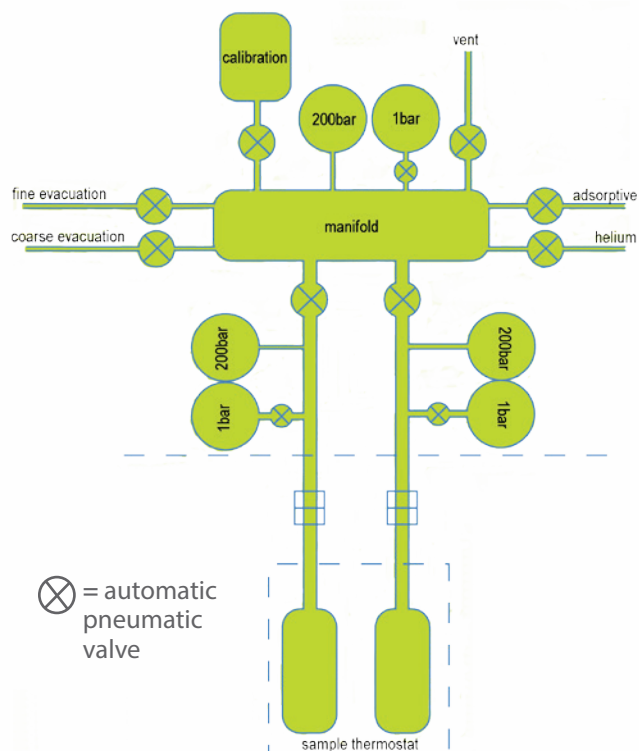 vent
calibration
200bar
1bar
fine evacuation
adsorptive
manifold
coarse evacuation
helium
200bar
200bar
1bar
1bar
= automatic
pneumatic
valve
sample thermostat